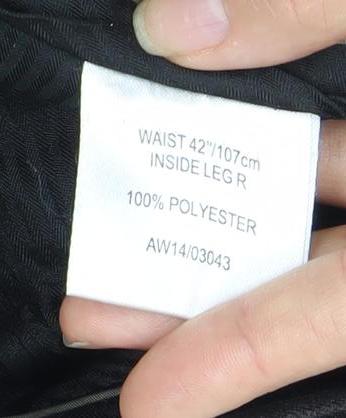 WAIST 42"/107cm
INSIDE LEG R
100% POLYESTER
AW14/03043